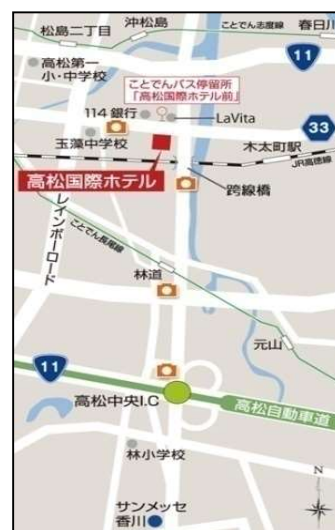 沖松島
松島二丁目
ことでん志度線
春日川
11
高松第一
小・中学校
ことでんバス停留所
「高松国際ホテル前」
114 銀行
LaVita
33
玉藻中学校
木太町駅
JR高徳線
高松国際ホテル
跨線橋
レインボーロード
ことでん長尾線
林道
元山
11
高松中央I.C
高松自動車道
林小学校
N
サンメッセ
香川